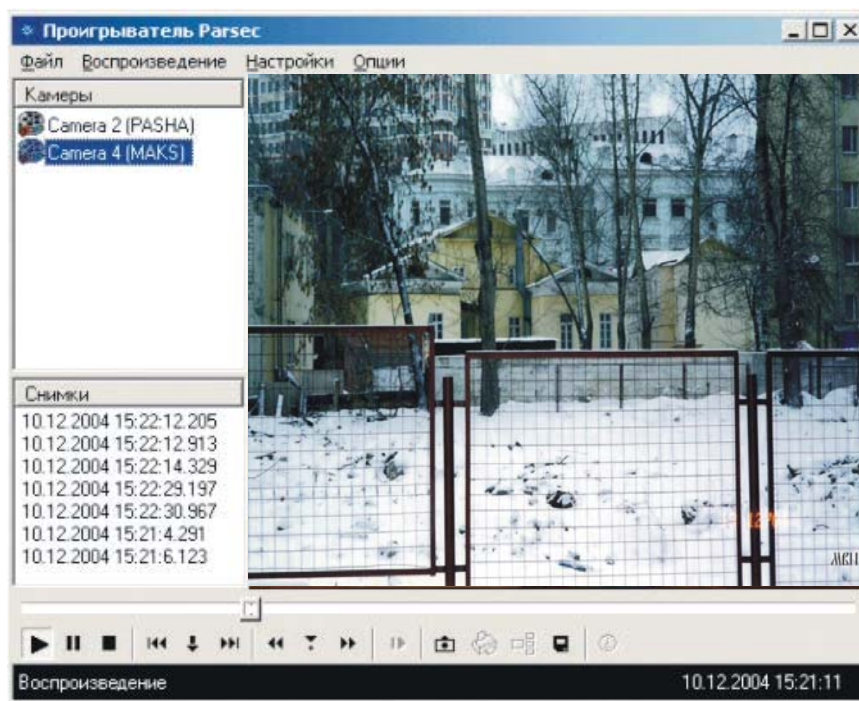 Проигрыватель Parsec
Файл Воспроизведение Настройки Опции
Камеры
Camera 2 (PASHA)
Camera 4 (MAKS)
Снимки
10.12.2004 15:22:12.205
10.12.2004 15:22:12.913
10.12.2004 15:22:14.329
10.12.2004 15:22:29.197
10.12.2004 15:22:30.967
10.12.2004 15:21:4.291
10.12.2004 15:21:6.123
Воспроизведение 10.12.2004 15:21:11